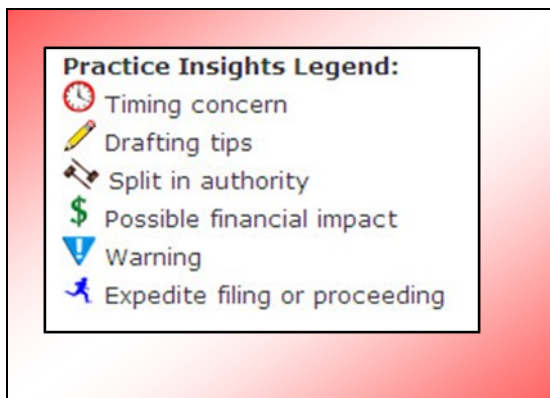 Practice Insights Legend:
Timing concern
Drafting tips
Split in authority
$ Possible financial impact
Warning
Expedite filing or proceeding